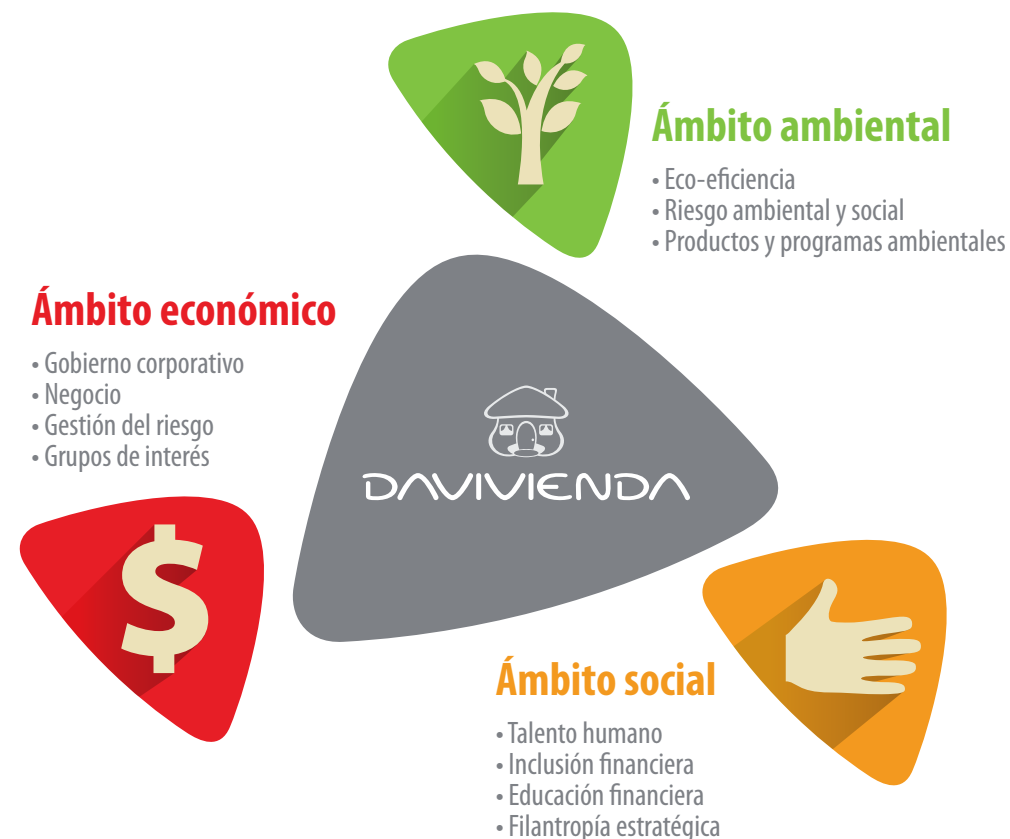 Ámbito ambiental
• Eco-eficiencia
• Riesgo ambiental y social
• Productos y programas ambientales
Ámbito económico
• Gobierno corporativo
• Negocio
• Gestión del riesgo
• Grupos de interés
$
DAVIVIENDA
Ámbito social
• Talento humano
• Inclusión financiera
• Educación financiera
• Filantropía estratégica